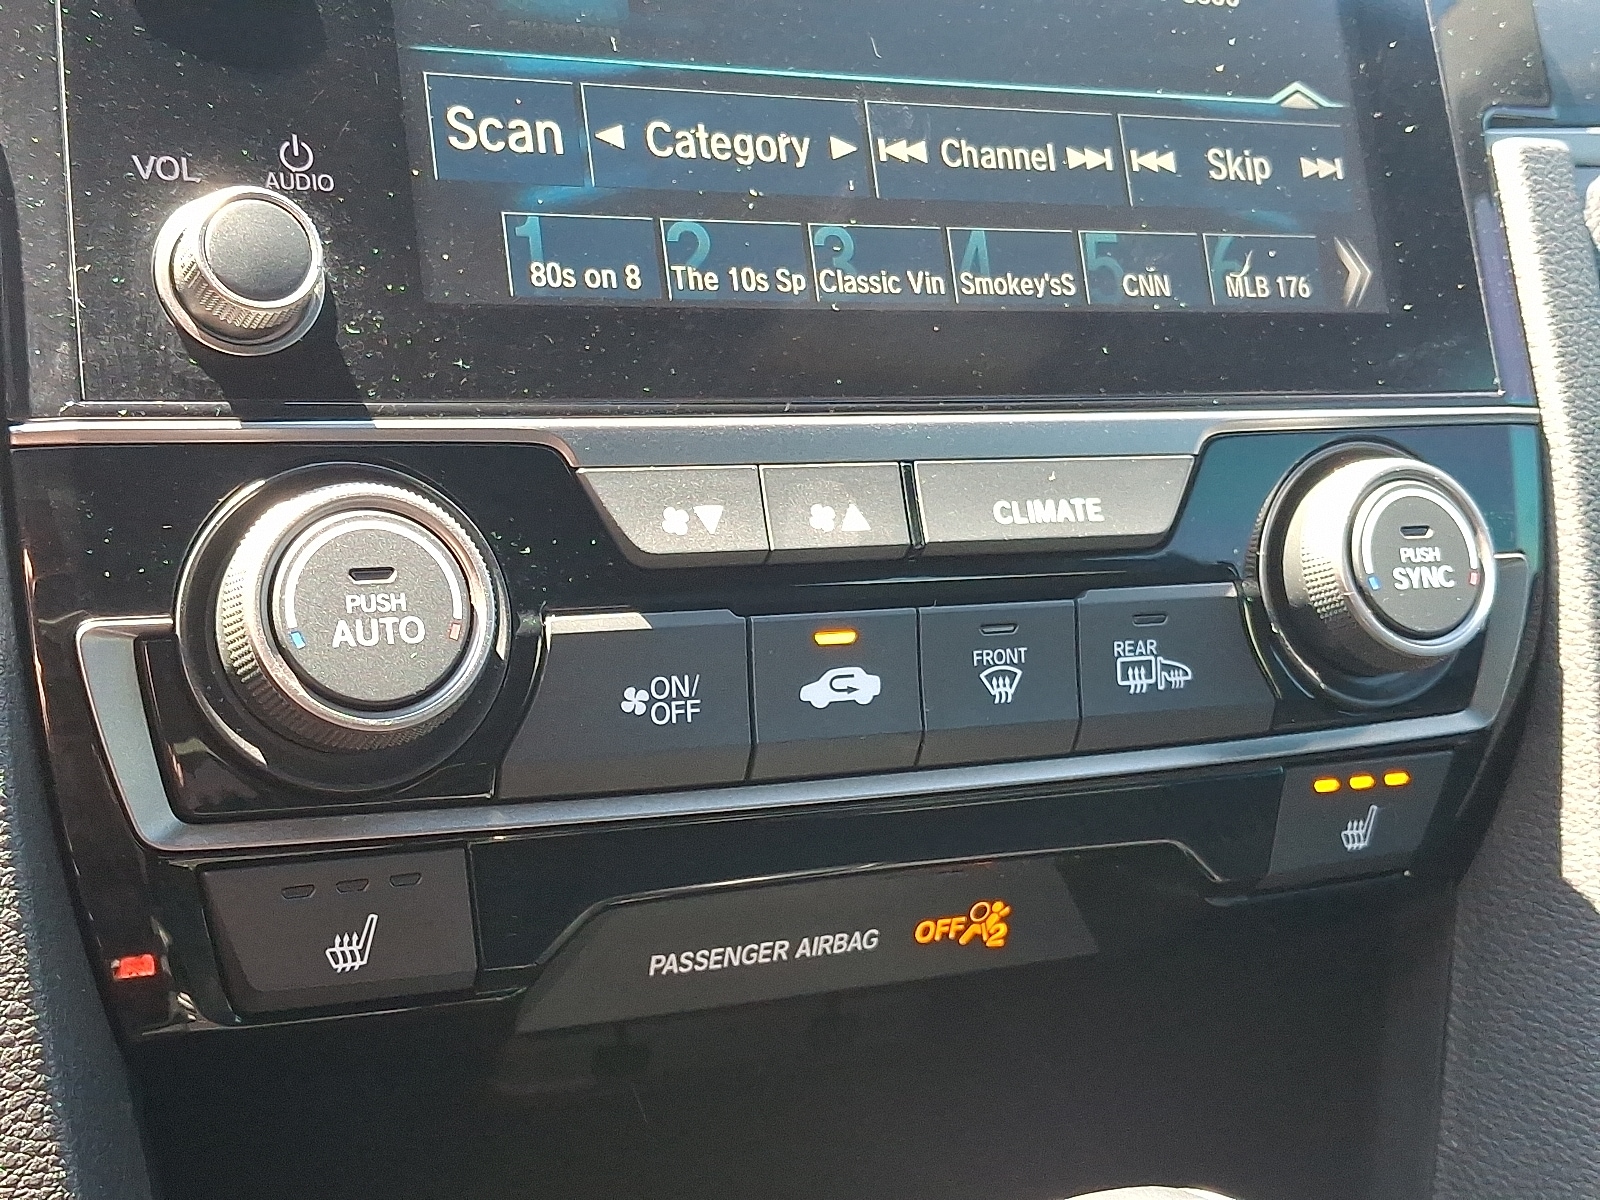 VOL
AUDIO
Scan
Category
Channel
Skip
1
2
3
4
5
6
80s on 8
The 10s Sp
Classic Vin
Smokey'sS
CNN
MLB 176
CLIMATE
PUSH
AUTO
PUSH
SYNC
ON/
OFF
FRONT
REAR
PASSENGER AIRBAG
OFF
2